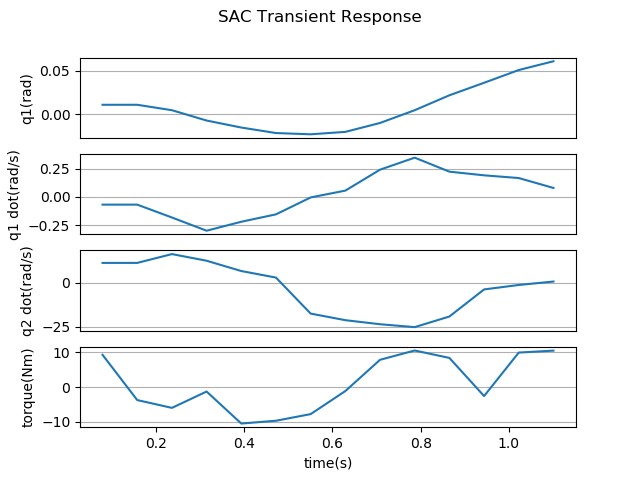 SAC Transient Response
q1(rad)
0.05
0.00
q1 dot(rad/s)
0.25
0.00
−0.25
q2 dot(rad/s)
0
−25
torque(Nm)
10
0
−10
0.2 0.4 0.6 0.8 1.0
time(s)